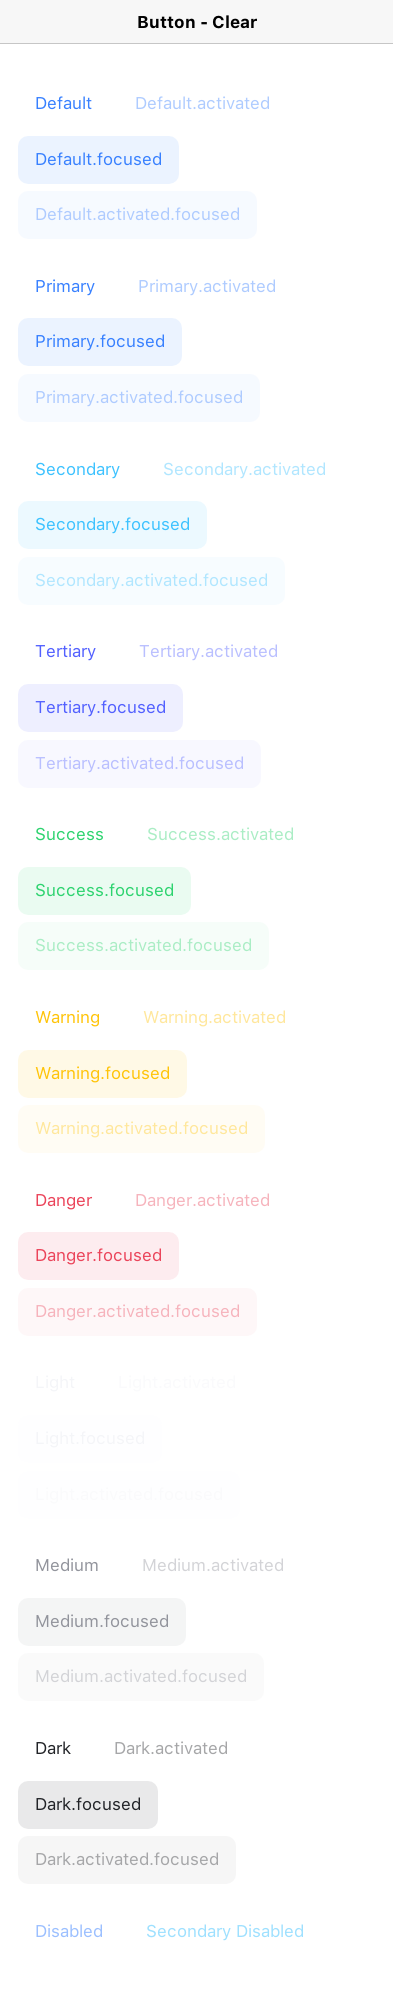 Button - Clear
Default Default.activated
Default.focused
Default.activated.focused
Primary Primary.activated
Primary.focused
Primary.activated.focused
Secondary Secondary.activated
Secondary.focused
Secondary.activated.focused
Tertiary Tertiary.activated
Tertiary.focused
Tertiary.activated.focused
Success Success.activated
Success.focused
Success.activated.focused
Warning Warning.activated
Warning.focused
Warning.activated.focused
Danger Danger.activated
Danger.focused
Danger.activated.focused
Light Light.activated
Light.focused
Light.activated.focused
Medium Medium.activated
Medium.focused
Medium.activated.focused
Dark Dark.activated
Dark.focused
Dark.activated.focused
Disabled Secondary Disabled